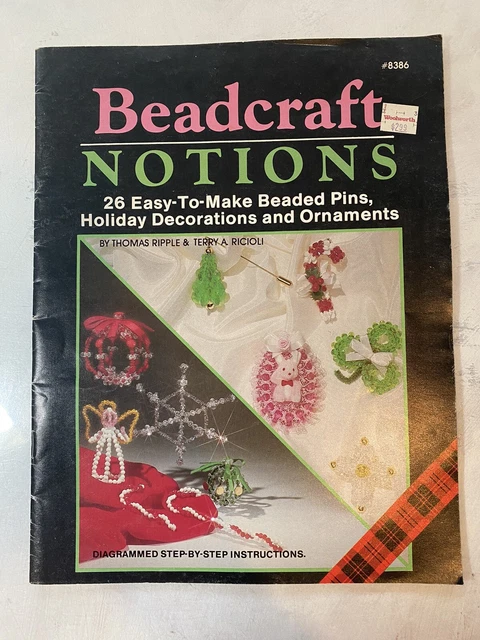 #8386
Beadcraft
Woolworth
NOTIONS
26 Easy-To-Make Beaded Pins,
Holiday Decorations and Ornaments
BY THOMAS RIPPLE & TERRY A. RICIOLI
DIAGRAMMED STEP-BY-STEP INSTRUCTIONS.